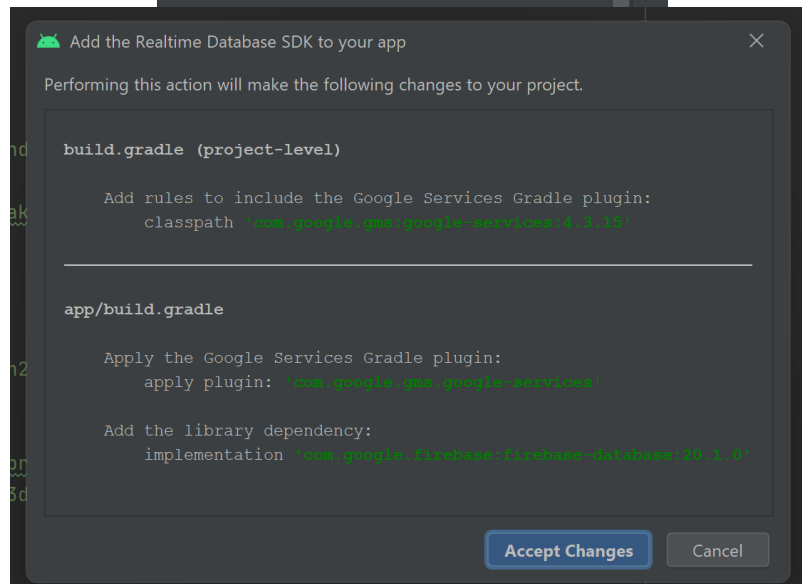 Add the Realtime Database SDK to your app
Performing this action will make the following changes to your project.
build.gradle (project-level)
Add rules to include the Google Services Gradle plugin:
classpath 'com.google.gms:google-services:4.3.15'
app/build.gradle
Apply the Google Services Gradle plugin:
apply plugin: 'com.google.gms.google-services'
Add the library dependency:
implementation 'com.google.firebase:firebase-database:20.1.0'
Accept Changes
Cancel